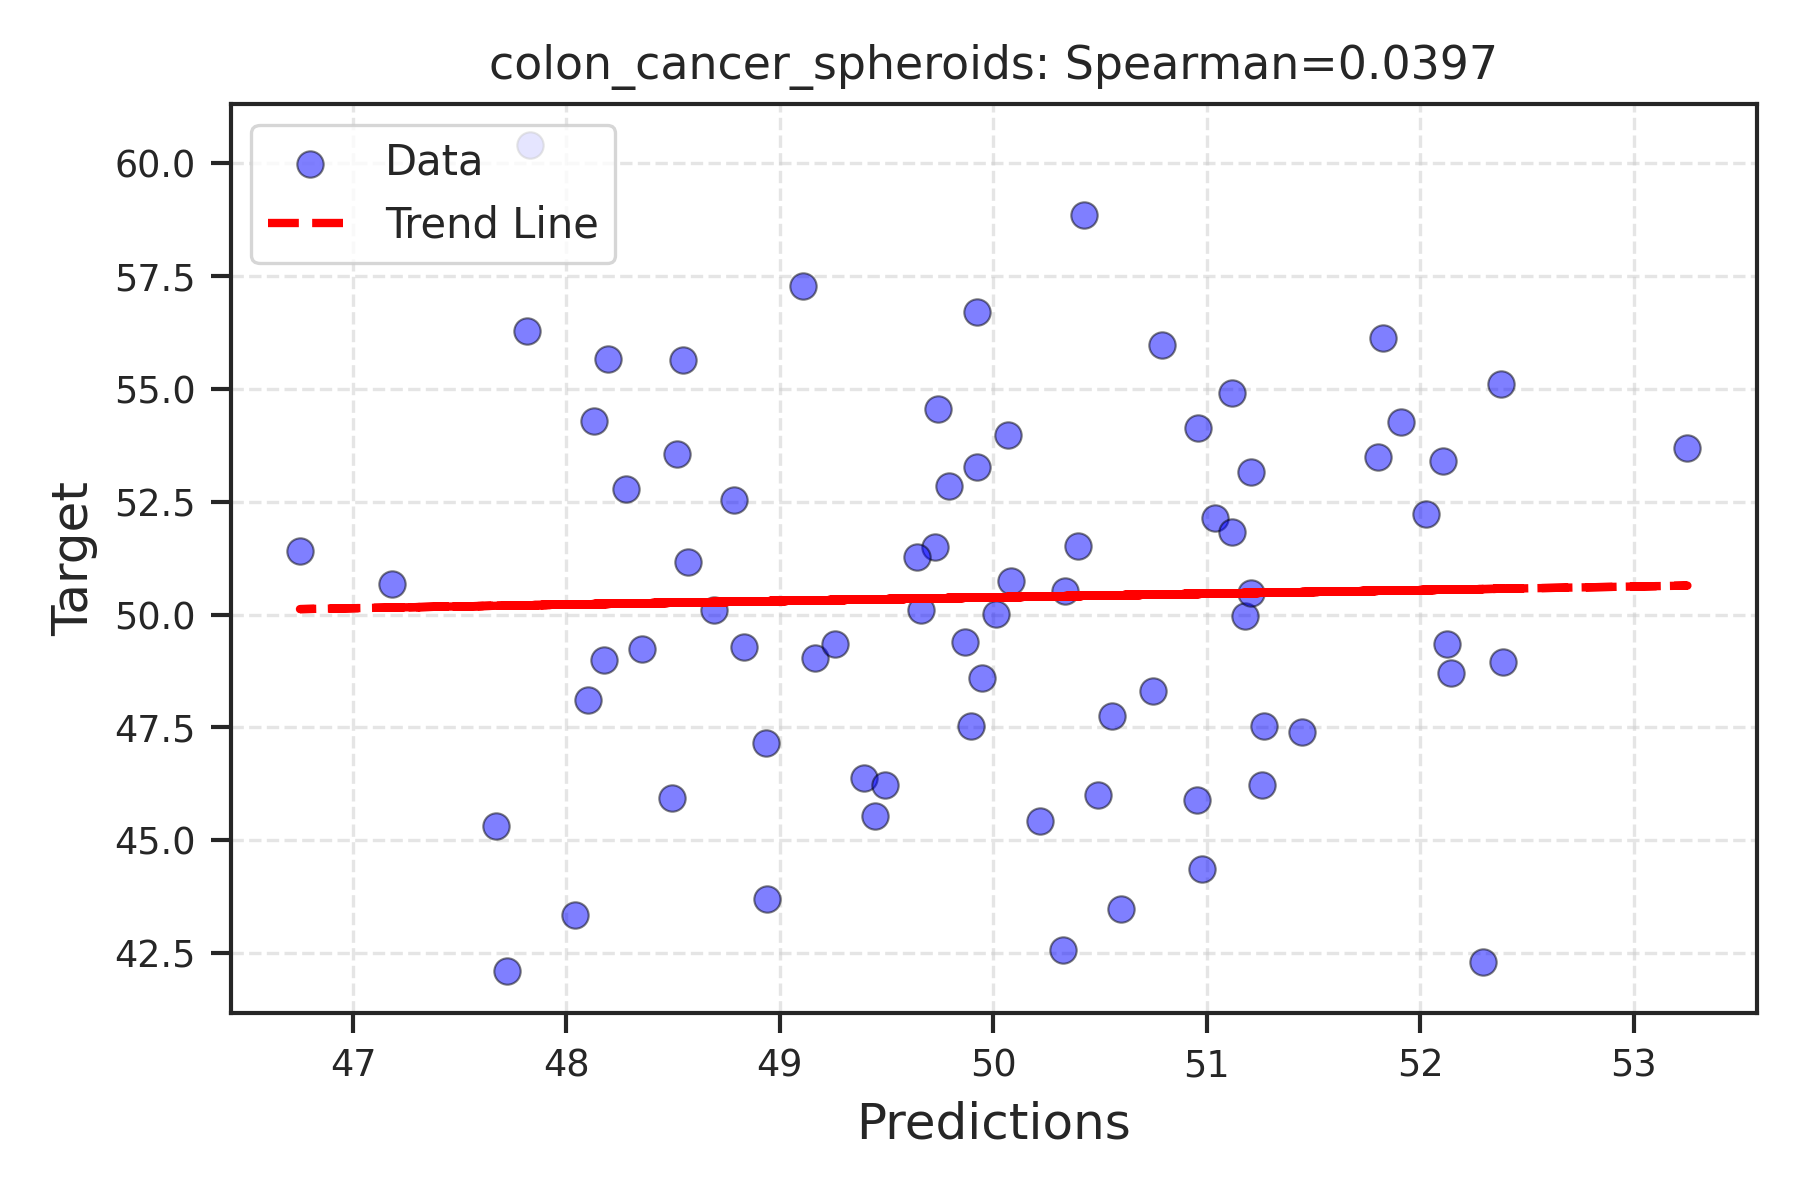 colon_cancer_spheroids: Spearman=0.0397
Data
Trend Line
60.0
57.5
55.0
52.5
50.0
47.5
45.0
42.5
Target
47 48 49 50 51 52 53
Predictions